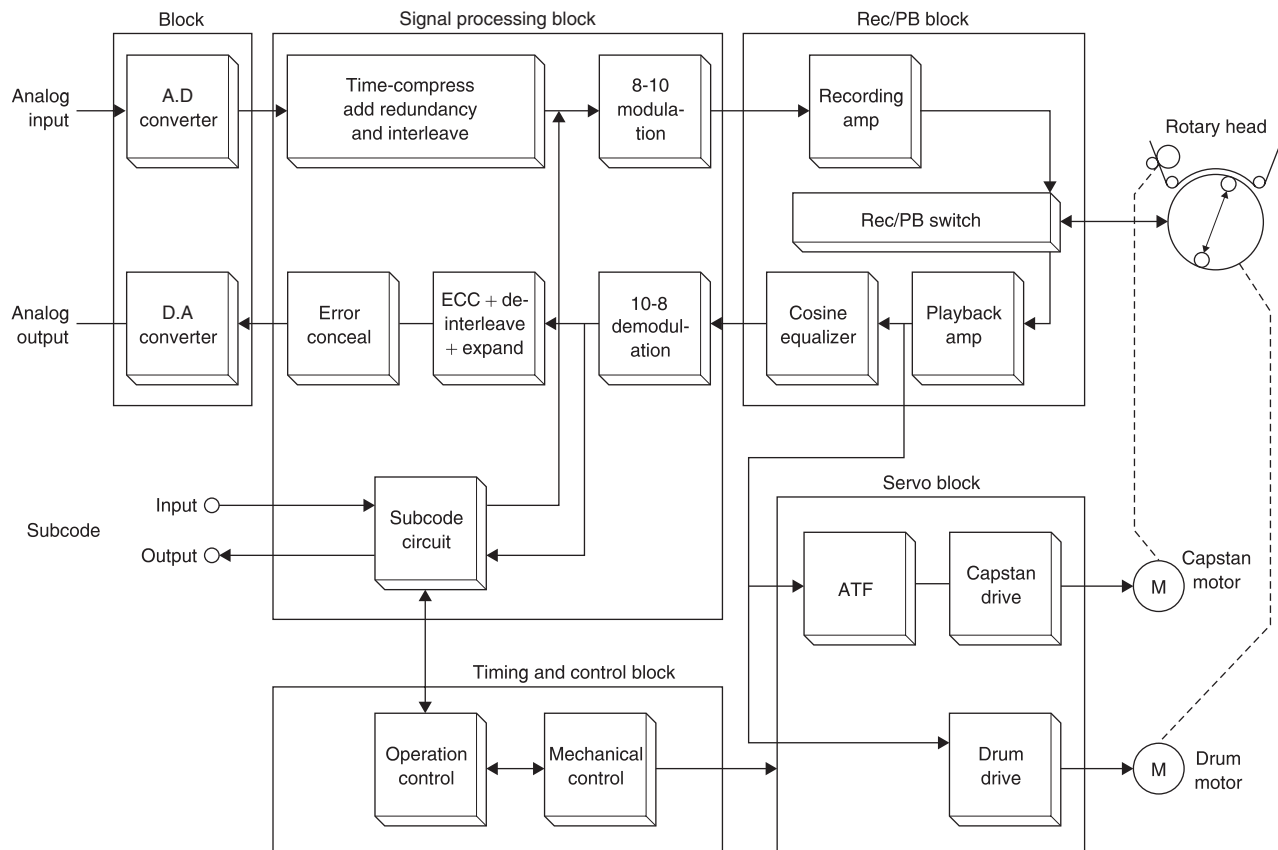 Block
Signal processing block
Rec/PB block
Analog
input
A.D
converter
Time-compress
add redundancy
and interleave
8-10
modula-
tion
Recording
amp
Rotary head
Rec/PB switch
Analog
output
D.A
converter
Error
conceal
ECC + de-
interleave
+ expand
10-8
demodul-
ation
Cosine
equalizer
Playback
amp
Subcode
Input
Output
Subcode
circuit
Servo block
ATF
Capstan
drive
M
Capstan
motor
Timing and control block
Operation
control
Mechanical
control
Drum
drive
M
Drum
motor